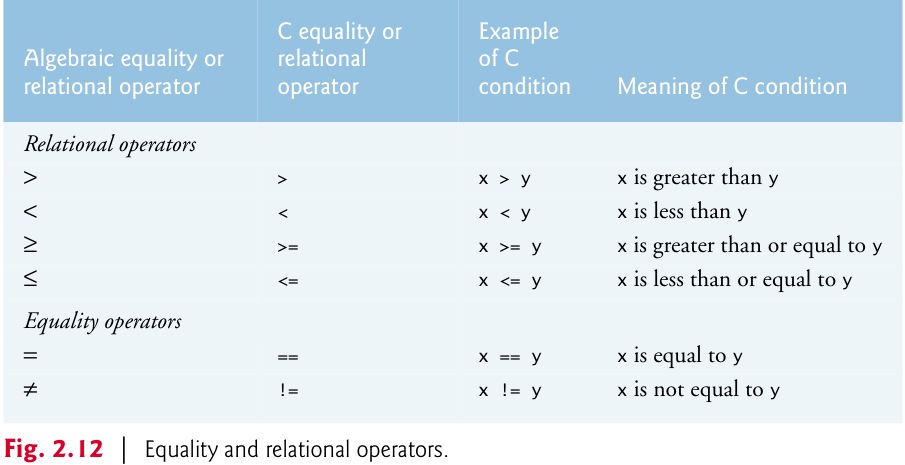 Algebraic equality or relational operator C equality or relational operator Example of C condition Meaning of C condition
Relational operators
> > x > y x is greater than y
< < x < y x is less than y
≥ >= x >= y x is greater than or equal to y
≤ <= x <= y x is less than or equal to y
Equality operators
= == x == y x is equal to y
≠ != x != y x is not equal to y
Fig. 2.12 | Equality and relational operators.